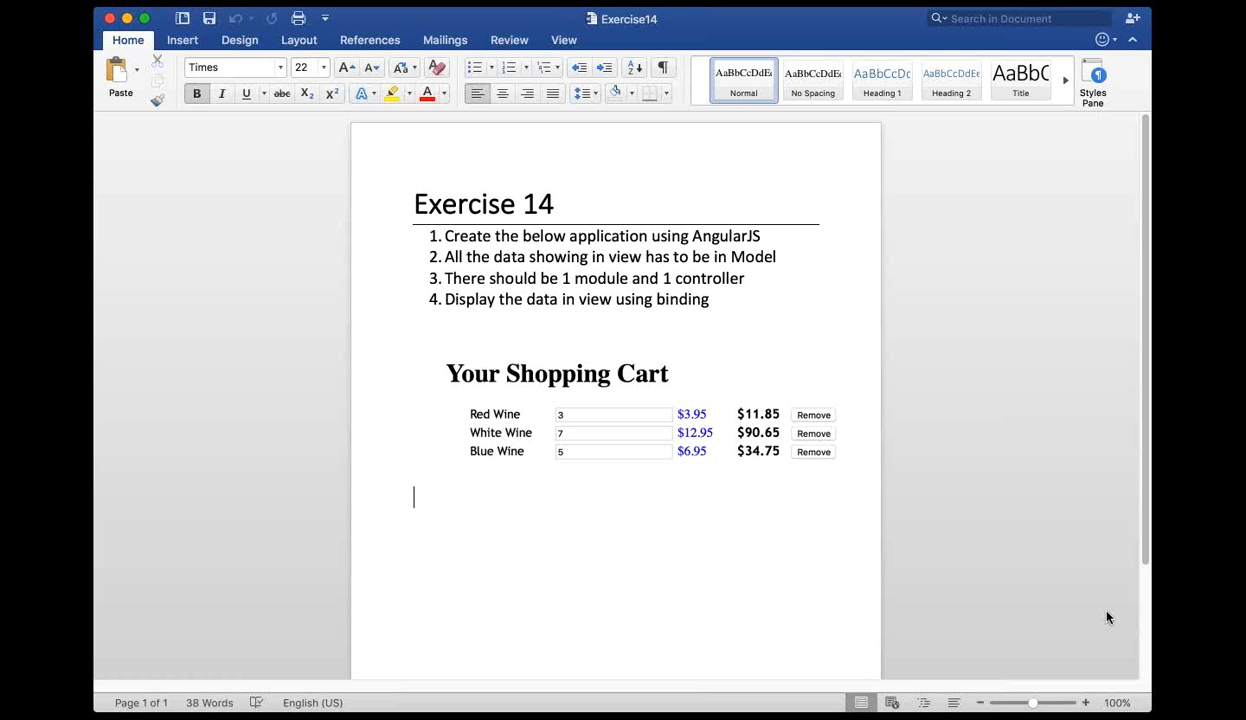 Exercise14
Search in Document
Home Insert Design Layout References Mailings Review View
Times 22
Paste
B I U abc X₂ X²
AaBbCcDdEe AaBbCcDdEe AaBbCcDc AaBbCcDdEe AaBbC
Normal No Spacing Heading 1 Heading 2 Title
Styles
Pane
Exercise 14
1. Create the below application using AngularJS
2. All the data showing in view has to be in Model
3. There should be 1 module and 1 controller
4. Display the data in view using binding
Your Shopping Cart
Red Wine 3 $3.95 $11.85 Remove
White Wine 7 $12.95 $90.65 Remove
Blue Wine 5 $6.95 $34.75 Remove
Page 1 of 1 38 Words English (US) 100%